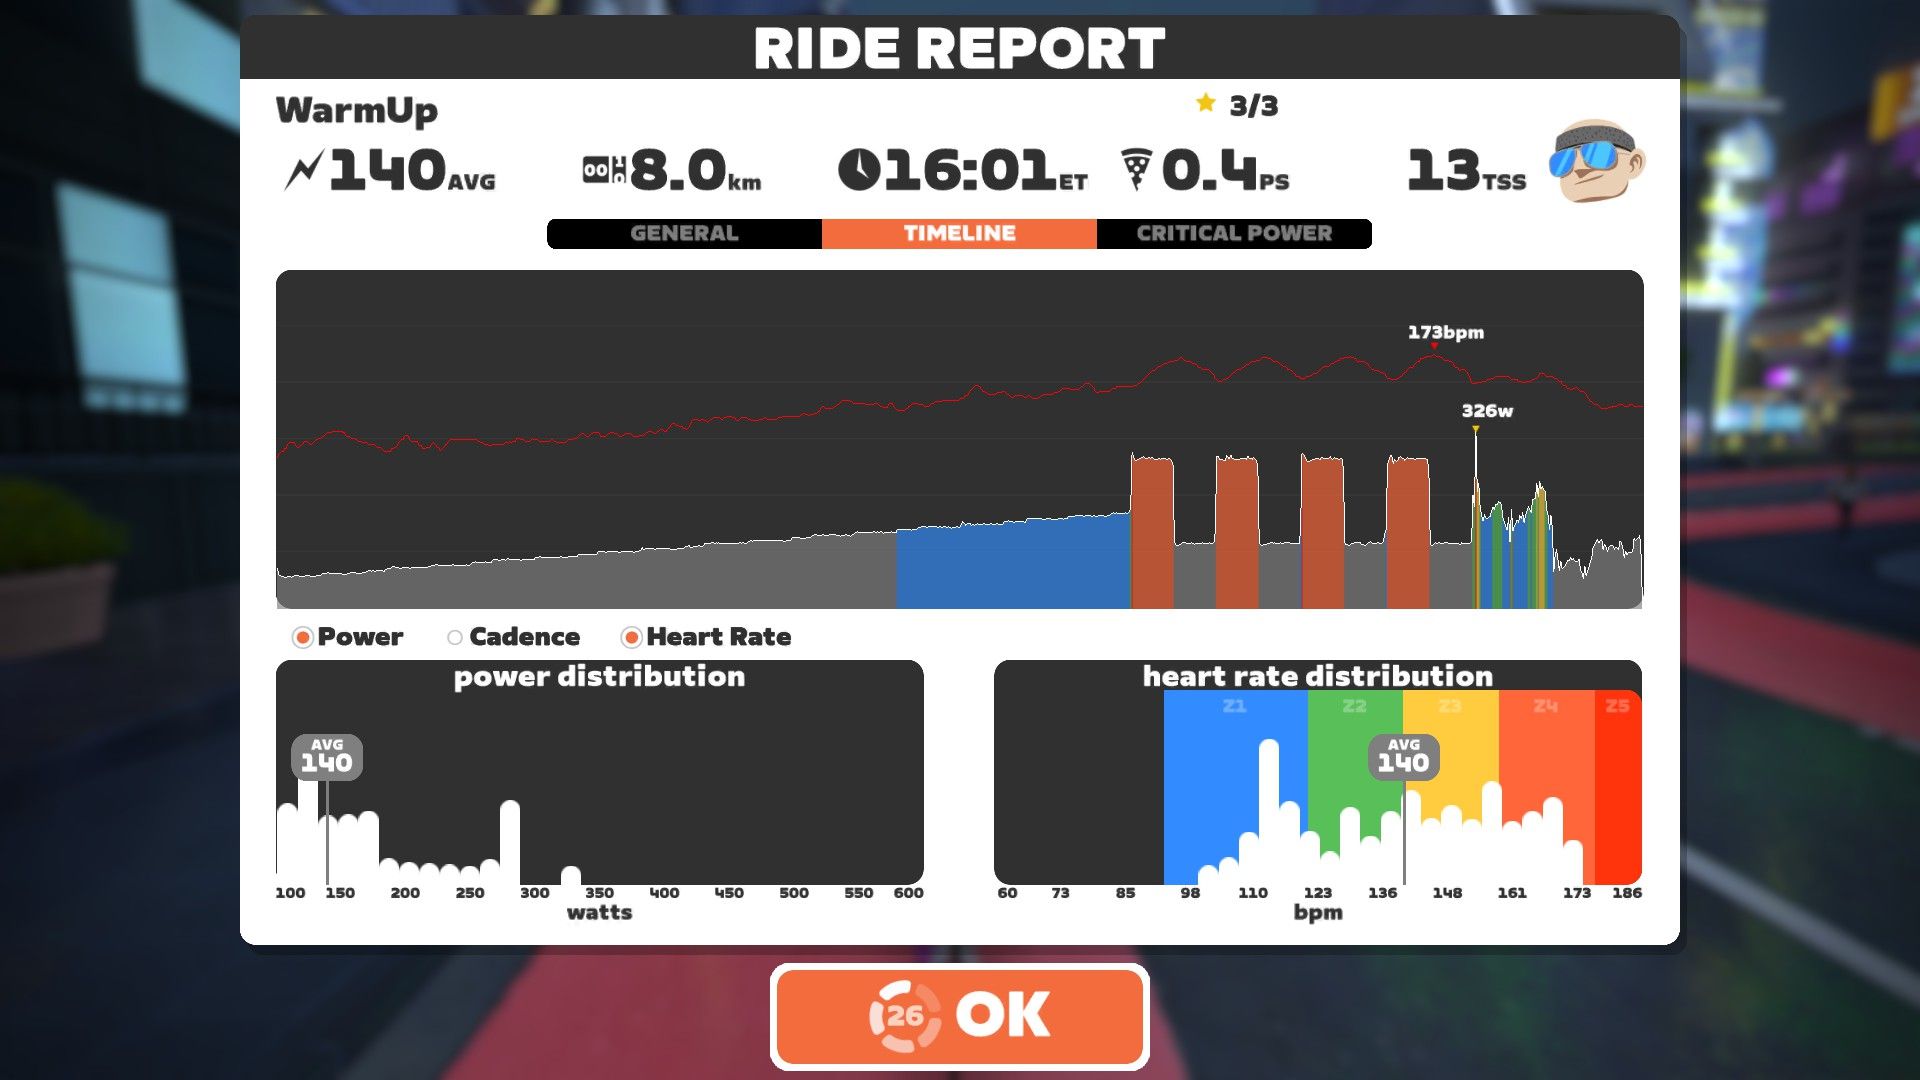 RIDE REPORT
WarmUp
3/3
140AVG
8.0km
16:01ET
0.4PS
13TSS
GENERAL
TIMELINE
CRITICAL POWER
173bpm
326w
Power
Cadence
Heart Rate
power distribution
AVG
140
100 150 200 250 300 350 400 450 500 550 600
watts
heart rate distribution
Z1 Z2 Z3 Z4 Z5
AVG
140
60 73 85 98 110 123 136 148 161 173 186
bpm
26 OK